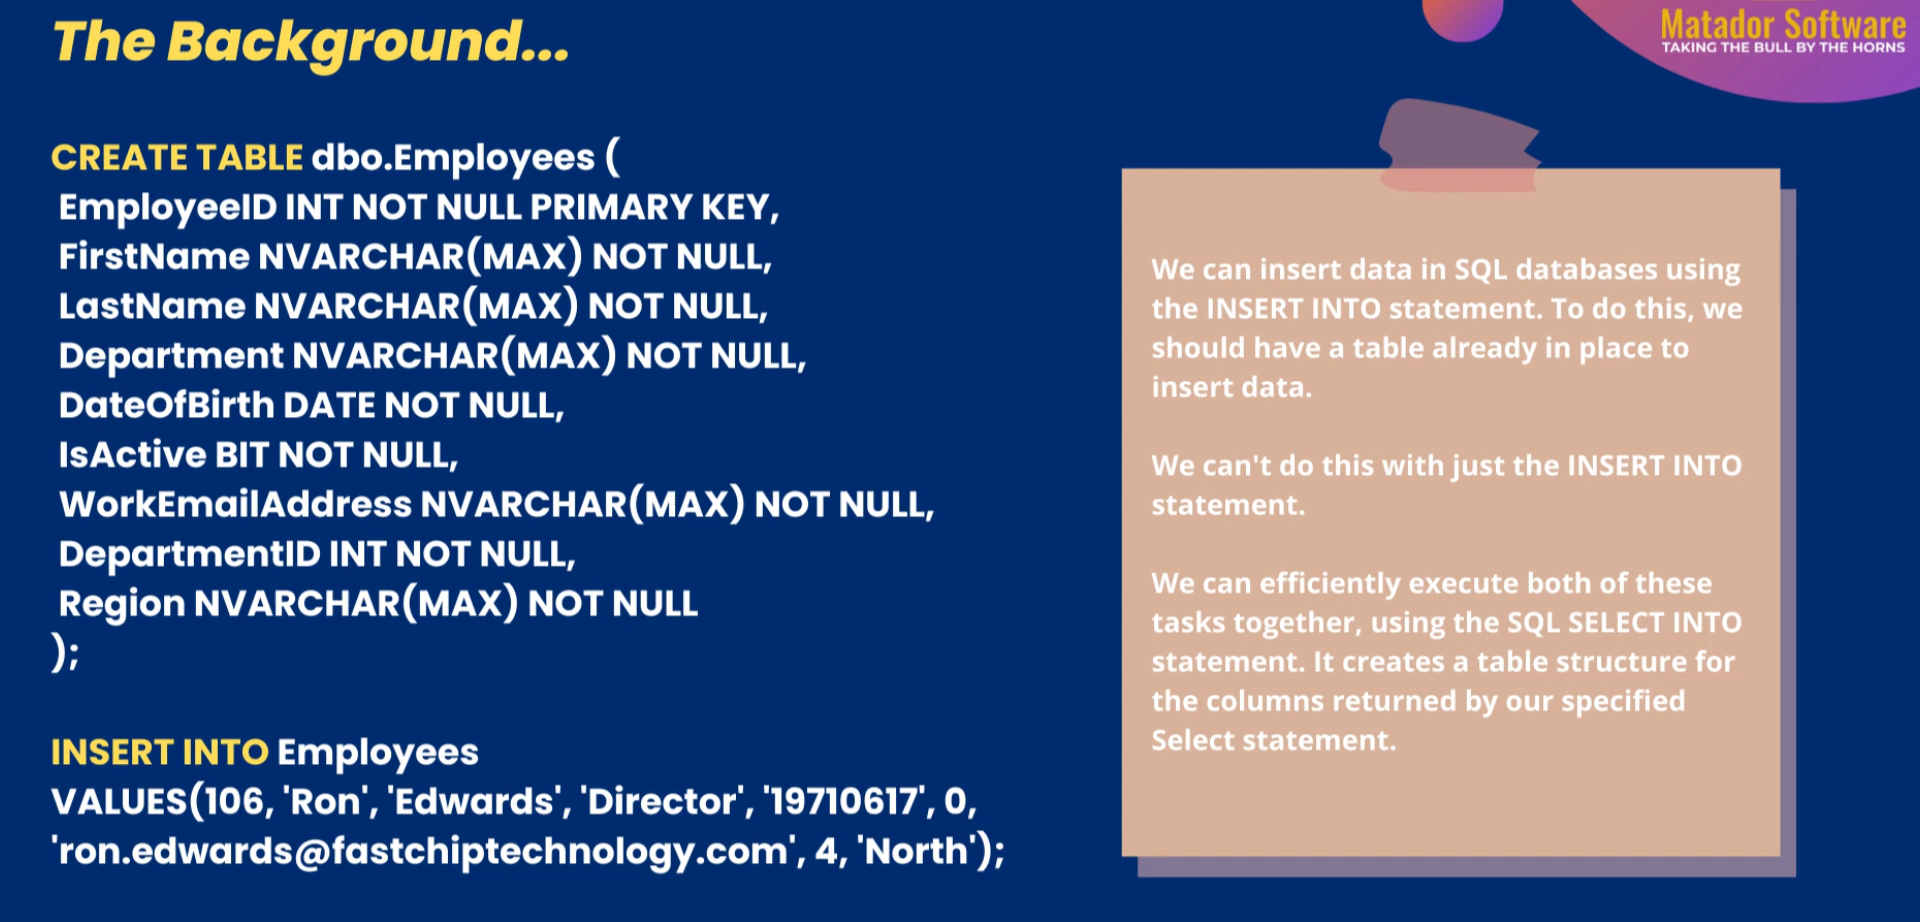 The Background...
Matador Software
TAKING THE BULL BY THE HORNS
CREATE TABLE dbo.Employees (
EmployeeID INT NOT NULL PRIMARY KEY,
FirstName NVARCHAR(MAX) NOT NULL,
LastName NVARCHAR(MAX) NOT NULL,
Department NVARCHAR(MAX) NOT NULL,
DateOfBirth DATE NOT NULL,
IsActive BIT NOT NULL,
WorkEmailAddress NVARCHAR(MAX) NOT NULL,
DepartmentID INT NOT NULL,
Region NVARCHAR(MAX) NOT NULL
);
INSERT INTO Employees
VALUES(106, 'Ron', 'Edwards', 'Director', '19710617', 0,
'ron.edwards@fastchiptechnology.com', 4, 'North');
We can insert data in SQL databases using
the INSERT INTO statement. To do this, we
should have a table already in place to
insert data.
We can't do this with just the INSERT INTO
statement.
We can efficiently execute both of these
tasks together, using the SQL SELECT INTO
statement. It creates a table structure for
the columns returned by our specified
Select statement.